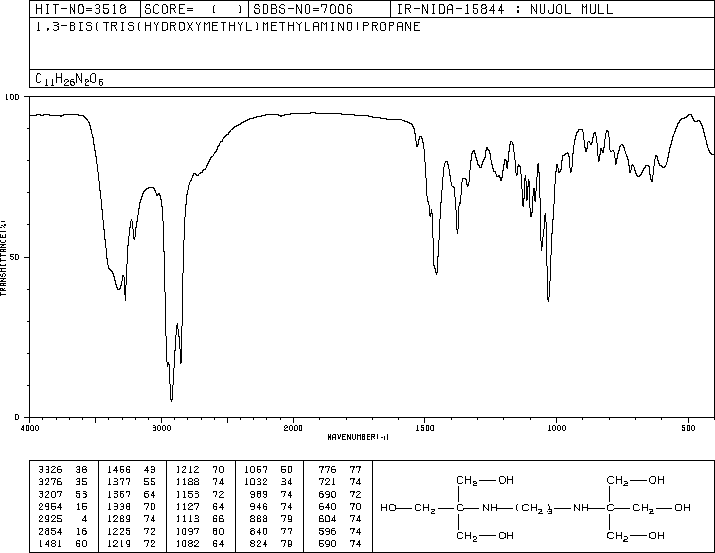 HIT-NO=3518 SCORE= ( ) SDBS-NO=7006 IR-NIDA-15844 : NUJOL MULL
1,3-BIS(TRIS(HYDROXYMETHYL)METHYLAMINO)PROPANE
C11H26N2O6
100
50
0
TRANSMITTANCE(%)
4000 3000 2000 1500 1000 500
WAVENUMBER(-1)
3326 38 1466 43 1212 70 1057 50 776 77
3276 35 1377 55 1188 74 1032 34 721 74
3207 53 1367 64 1153 72 989 74 690 72
2954 15 1338 70 1127 64 946 74 640 70
2925 4 1289 74 1113 66 888 79 604 74
2854 16 1225 72 1097 60 840 77 596 74
1481 60 1219 72 1082 64 824 79 590 74
CH2—OH CH2—OH
HO—CH2 NH—(CH2)3—NH CH2—OH
CH2—OH CH2—OH